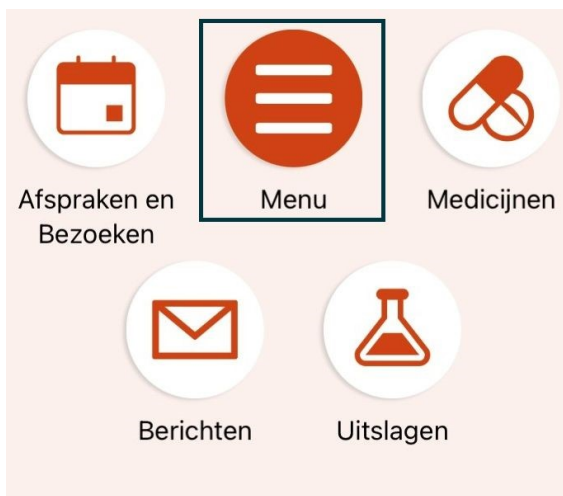 Afspraken en
Bezoeken
Menu
Medicijnen
Berichten
Uitslagen